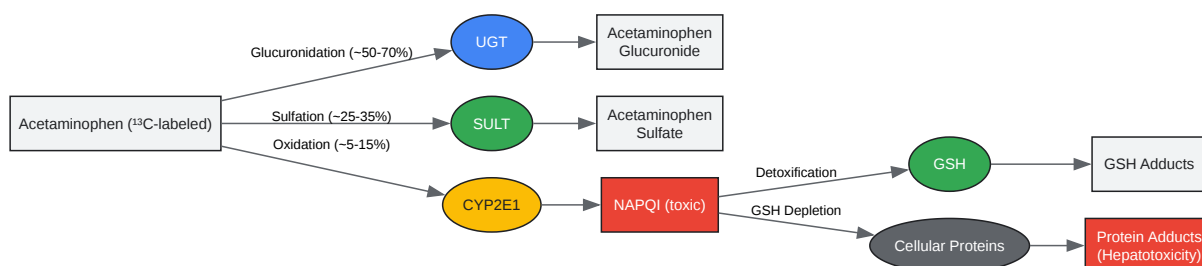 Acetaminophen (¹³C-labeled)
Glucuronidation (~50-70%)
Sulfation (~25-35%)
Oxidation (~5-15%)
UGT
Acetaminophen
Glucuronide
SULT
Acetaminophen
Sulfate
CYP2E1
NAPQI (toxic)
Detoxification
GSH Depletion
GSH
GSH Adducts
Cellular Proteins
Protein Adducts
(Hepatotoxicity)